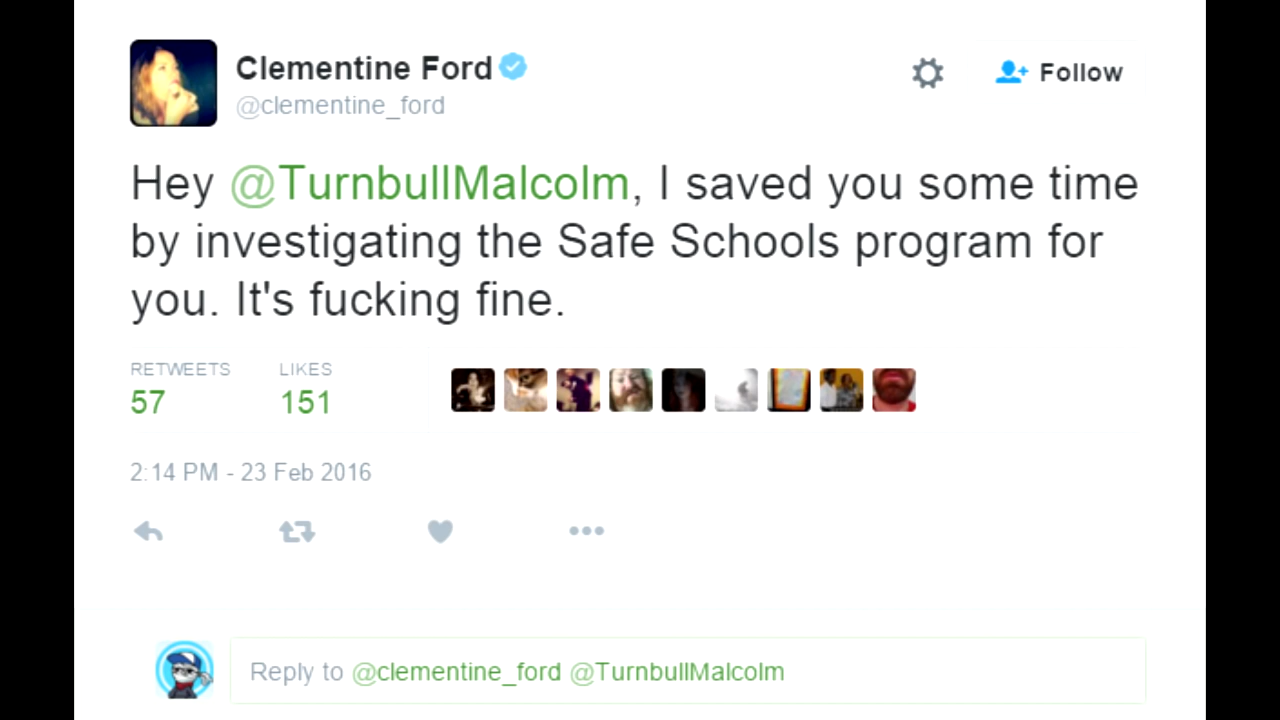 Clementine Ford
@clementine_ford
Follow
Hey @TurnbullMalcolm, I saved you some time
by investigating the Safe Schools program for
you. It's fucking fine.
RETWEETS LIKES
57 151
2:14 PM - 23 Feb 2016
Reply to @clementine_ford @TurnbullMalcolm